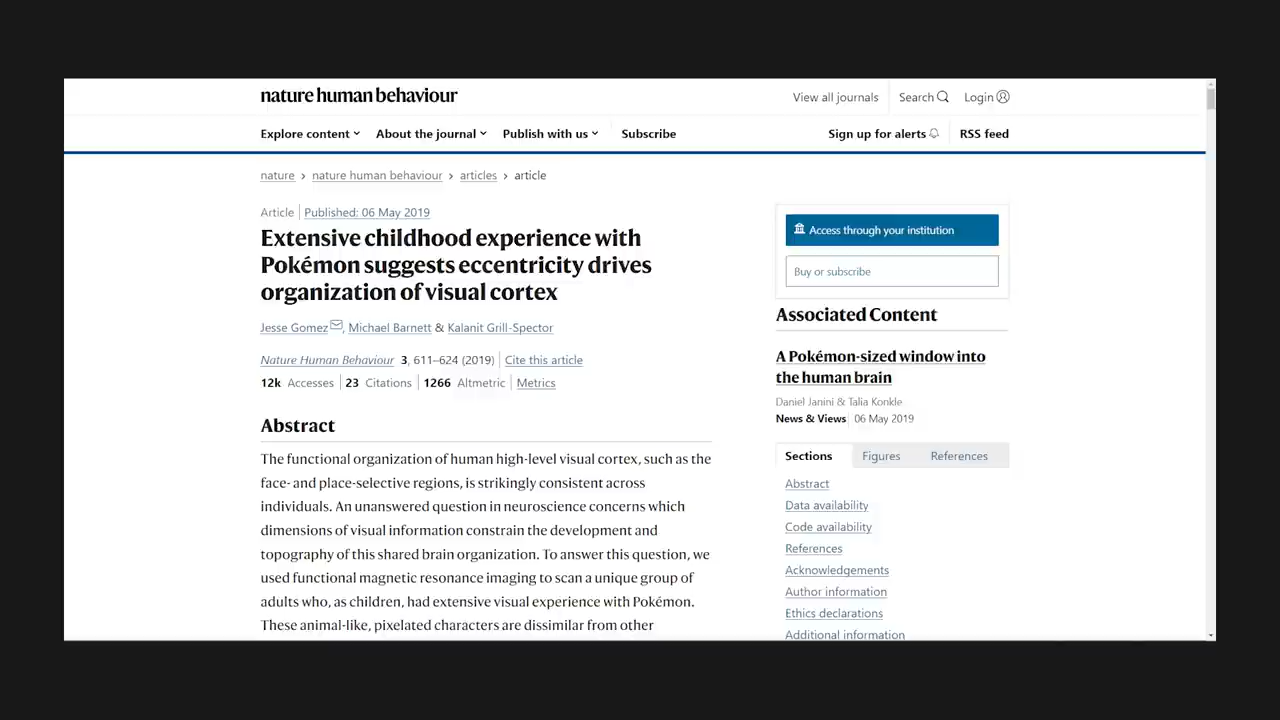 nature human behaviour
View all journals
Search
Login
Explore content
About the journal
Publish with us
Subscribe
Sign up for alerts
RSS feed
nature > nature human behaviour > articles > article
Article | Published: 06 May 2019
Extensive childhood experience with
Pokémon suggests eccentricity drives
organization of visual cortex
Jesse Gomez, Michael Barnett & Kalanit Grill-Spector
Nature Human Behaviour 3, 611–624 (2019) | Cite this article
12k Accesses | 23 Citations | 1266 Altmetric | Metrics
Abstract
The functional organization of human high-level visual cortex, such as the
face- and place-selective regions, is strikingly consistent across
individuals. An unanswered question in neuroscience concerns which
dimensions of visual information constrain the development and
topography of this shared brain organization. To answer this question, we
used functional magnetic resonance imaging to scan a unique group of
adults who, as children, had extensive visual experience with Pokémon.
These animal-like, pixelated characters are dissimilar from other
Access through your institution
Buy or subscribe
Associated Content
A Pokémon-sized window into
the human brain
Daniel Janini & Talia Konkle
News & Views | 06 May 2019
Sections
Figures
References
Abstract
Data availability
Code availability
References
Acknowledgements
Author information
Ethics declarations
Additional information